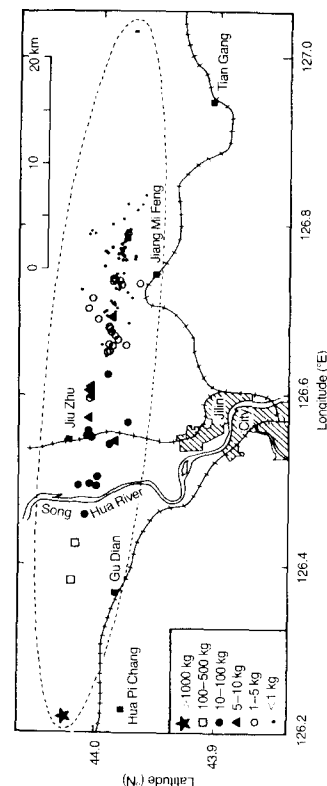 0 10 20 km
Tian Gang
Jiang Mi Feng
Jiu Zhu
Song Hua River
Jilin City
Gu Dian
Hua Pi Chang
>1000 kg
100–500 kg
10–100 kg
5–10 kg
1–5 kg
<1 kg
44.0
43.9
Latitude (°N)
126.2 126.4 126.6 126.8 127.0
Longitude (°E)